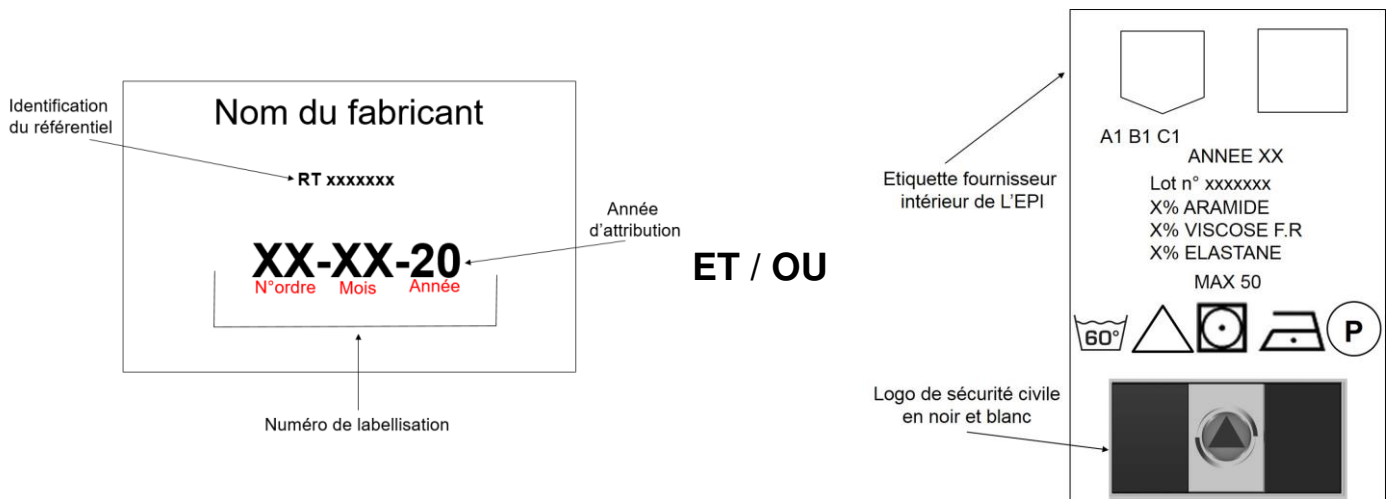 Identification
du référentiel
Nom du fabricant
RT xxxxxxx
Année
d'attribution
XX-XX-20
N°ordre Mois Année
Numéro de labellisation
ET / OU
Etiquette fournisseur
intérieur de L'EPI
A1 B1 C1
ANNEE XX
Lot n° xxxxxxx
X% ARAMIDE
X% VISCOSE F.R
X% ELASTANE
MAX 50
60°
P
Logo de sécurité civile
en noir et blanc